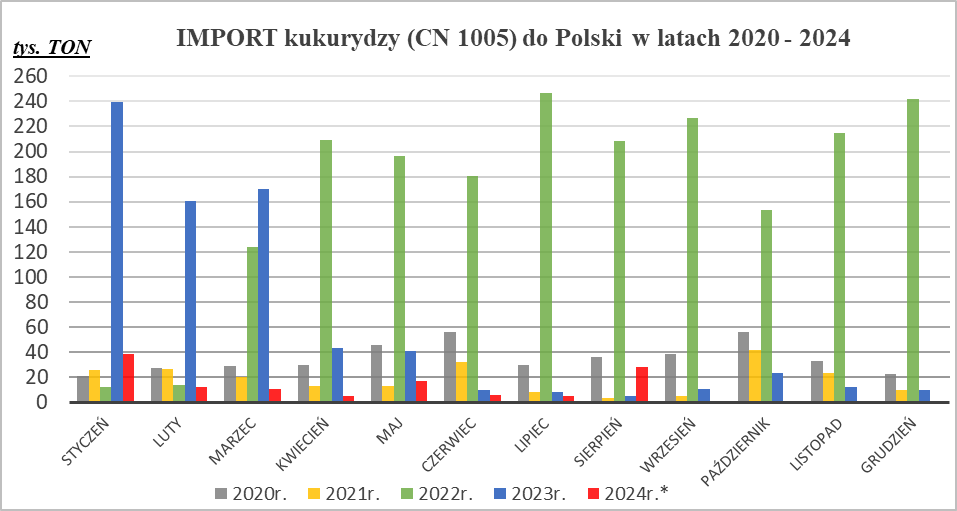 IMPORT kukurydzy (CN 1005) do Polski w latach 2020 - 2024
tys. TON
260
240
220
200
180
160
140
120
100
80
60
40
20
0
STYCZEŃ
LUTY
MARZEC
KWIECIEŃ
MAJ
CZERWIEC
LIPIEC
SIERPIEŃ
WRZESIEŃ
PAŹDZIERNIK
LISTOPAD
GRUDZIEŃ
2020r. 2021r. 2022r. 2023r. 2024r.*